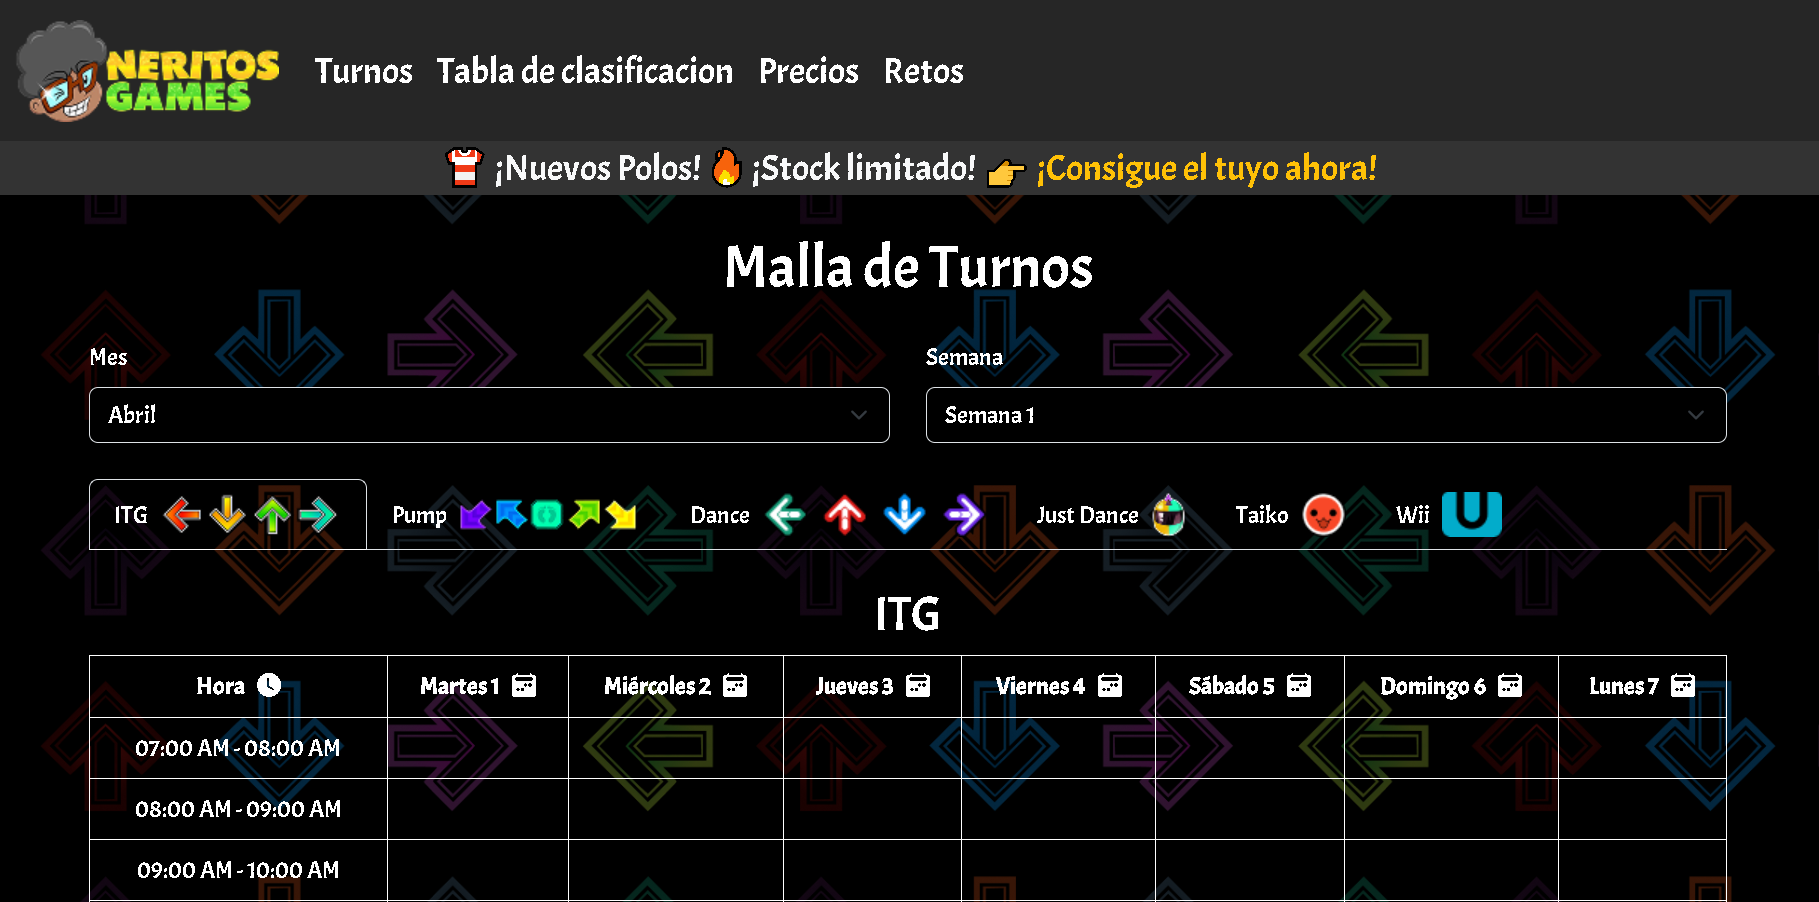 NERITOS
GAMES
Turnos Tabla de clasificacion Precios Retos
¡Nuevos Polos! ¡Stock limitado! ¡Consigue el tuyo ahora!
Malla de Turnos
Mes Semana
Abril Semana 1
ITG Pump Dance Just Dance Taiko Wii U
ITG
Hora Martes 1 Miércoles 2 Jueves 3 Viernes 4 Sábado 5 Domingo 6 Lunes 7
07:00 AM - 08:00 AM
08:00 AM - 09:00 AM
09:00 AM - 10:00 AM